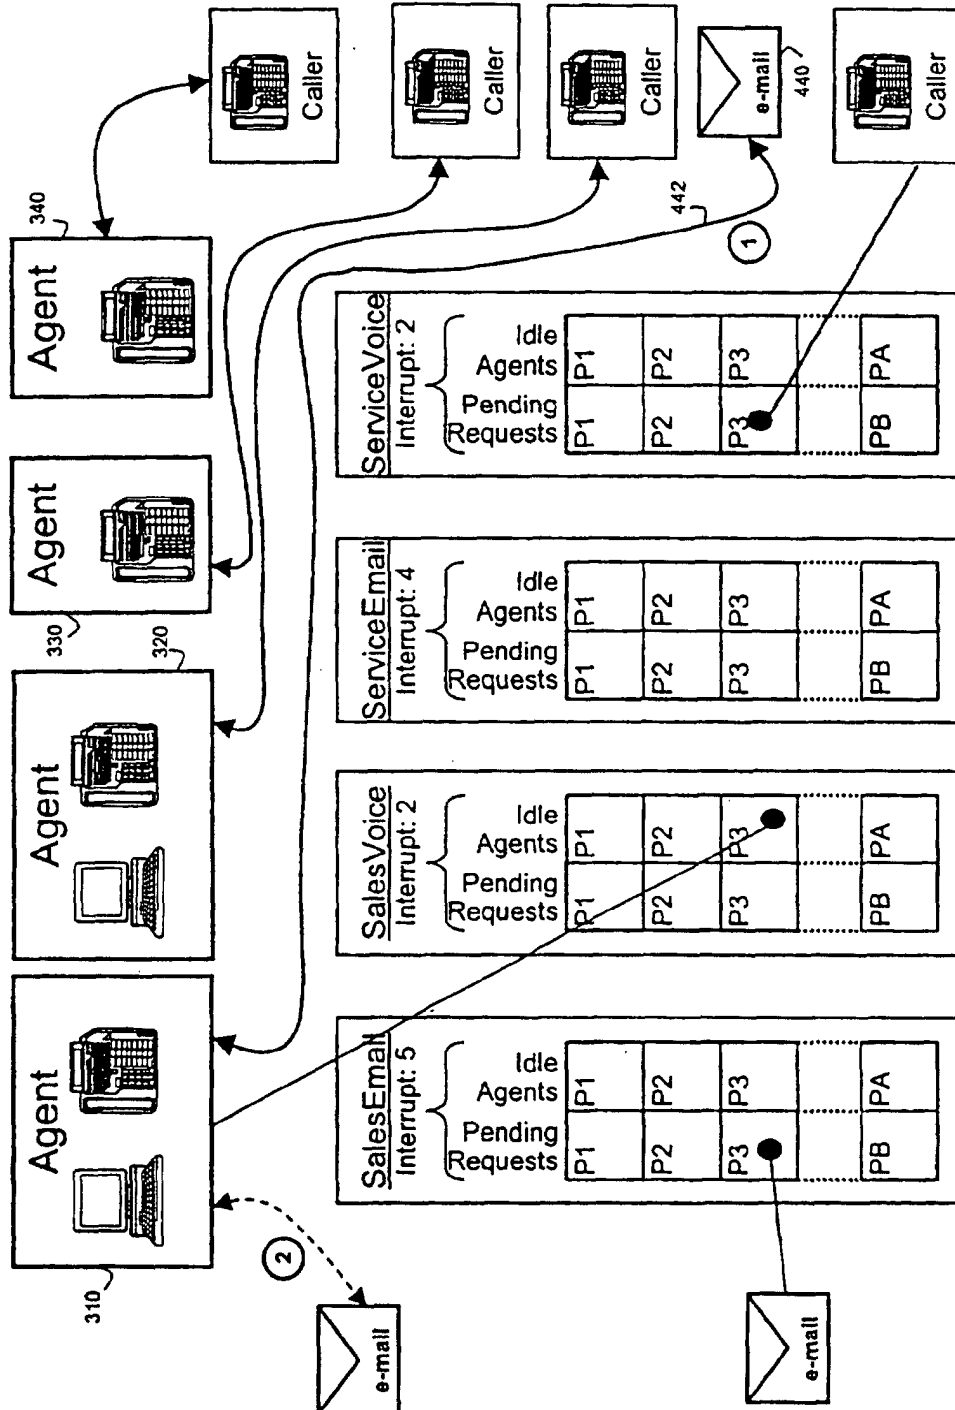 Agent
310
Agent
320
Agent
330
Agent
340
2
e-mail
e-mail
SalesEmail
Interrupt: 5
Pending Requests
Idle Agents
P1
P1
P2
P2
P3
P3
PB
PA
SalesVoice
Interrupt: 2
Pending Requests
Idle Agents
P1
P1
P2
P2
P3
P3
PB
PA
ServiceEmail
Interrupt: 4
Pending Requests
Idle Agents
P1
P1
P2
P2
P3
P3
PB
PA
ServiceVoice
Interrupt: 2
Pending Requests
Idle Agents
P1
P1
P2
P2
P3
P3
PB
PA
1
442
Caller
Caller
Caller
e-mail
440
Caller